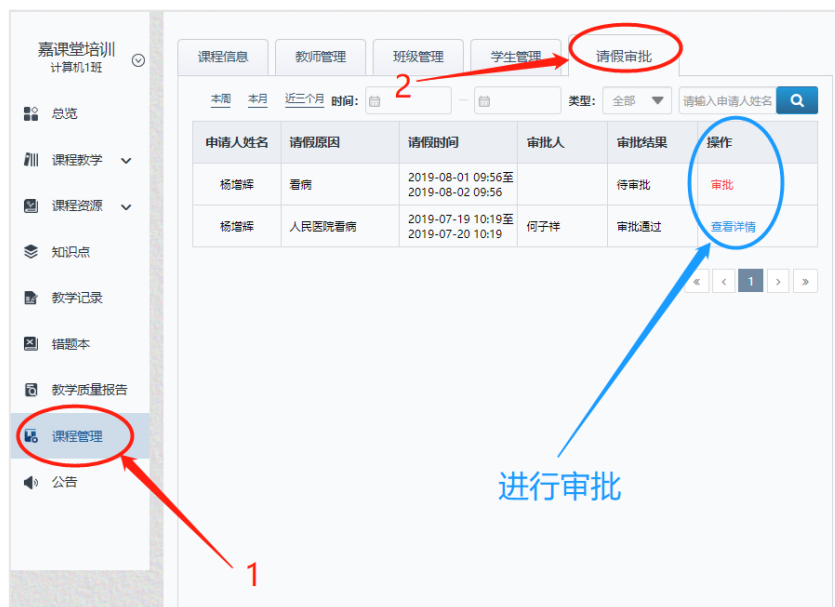 嘉课堂培训
计算机1班
总览
课程教学
课程资源
知识点
教学记录
错题本
教学质量报告
课程管理
公告
1
课程信息 教师管理 班级管理 学生管理 请假审批
2
本周 本月 近三个月 时间: 类型: 全部 请输入申请人姓名
申请人姓名 请假原因 请假时间 审批人 审批结果 操作
杨增辉 看病 2019-08-01 09:56至 待审批 审批
2019-08-02 09:56
杨增辉 人民医院看病 2019-07-19 10:19至 何子祥 审批通过 查看详情
2019-07-20 10:19
« ‹ 1 › »
进行审批